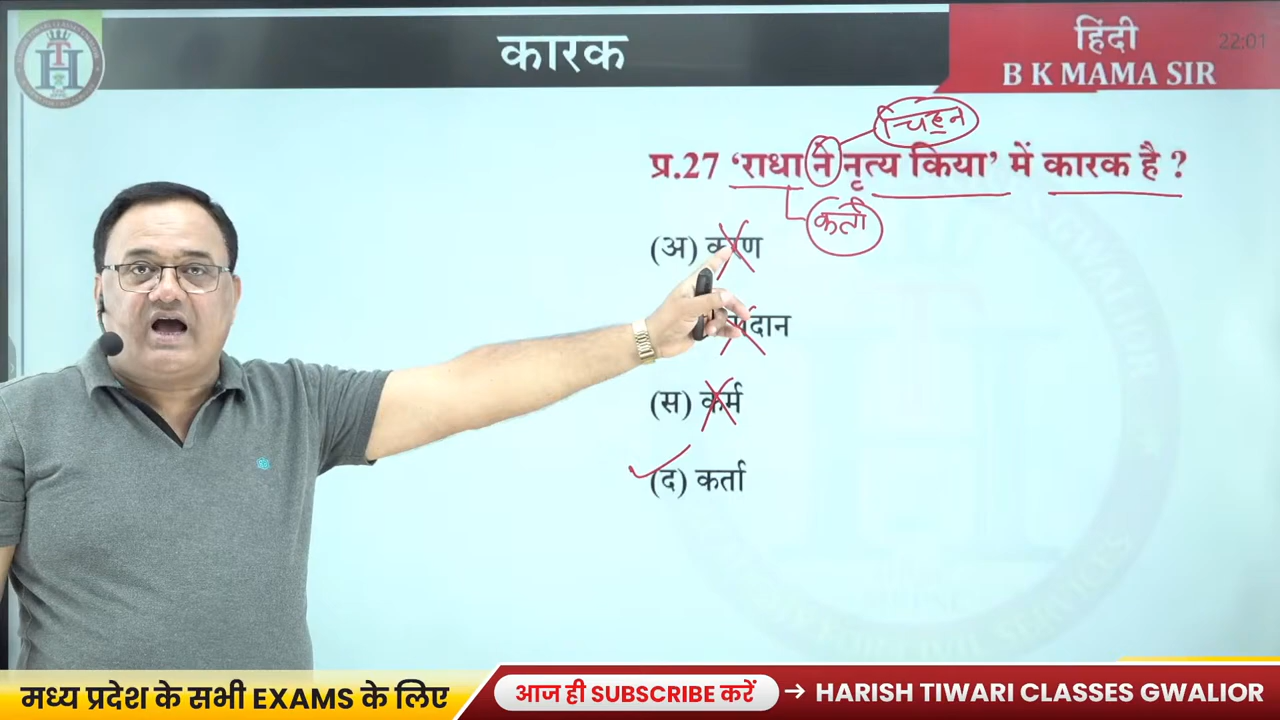 कारक
हिंदी
22:01
B K MAMA SIR
चिह्न
प्र.27 ‘राधा ने नृत्य किया’ में कारक है ?
कर्ता
(अ) करण
(स) कर्म
(द) कर्ता
मध्य प्रदेश के सभी EXAMS के लिए
आज ही SUBSCRIBE करें
→ HARISH TIWARI CLASSES GWALIOR